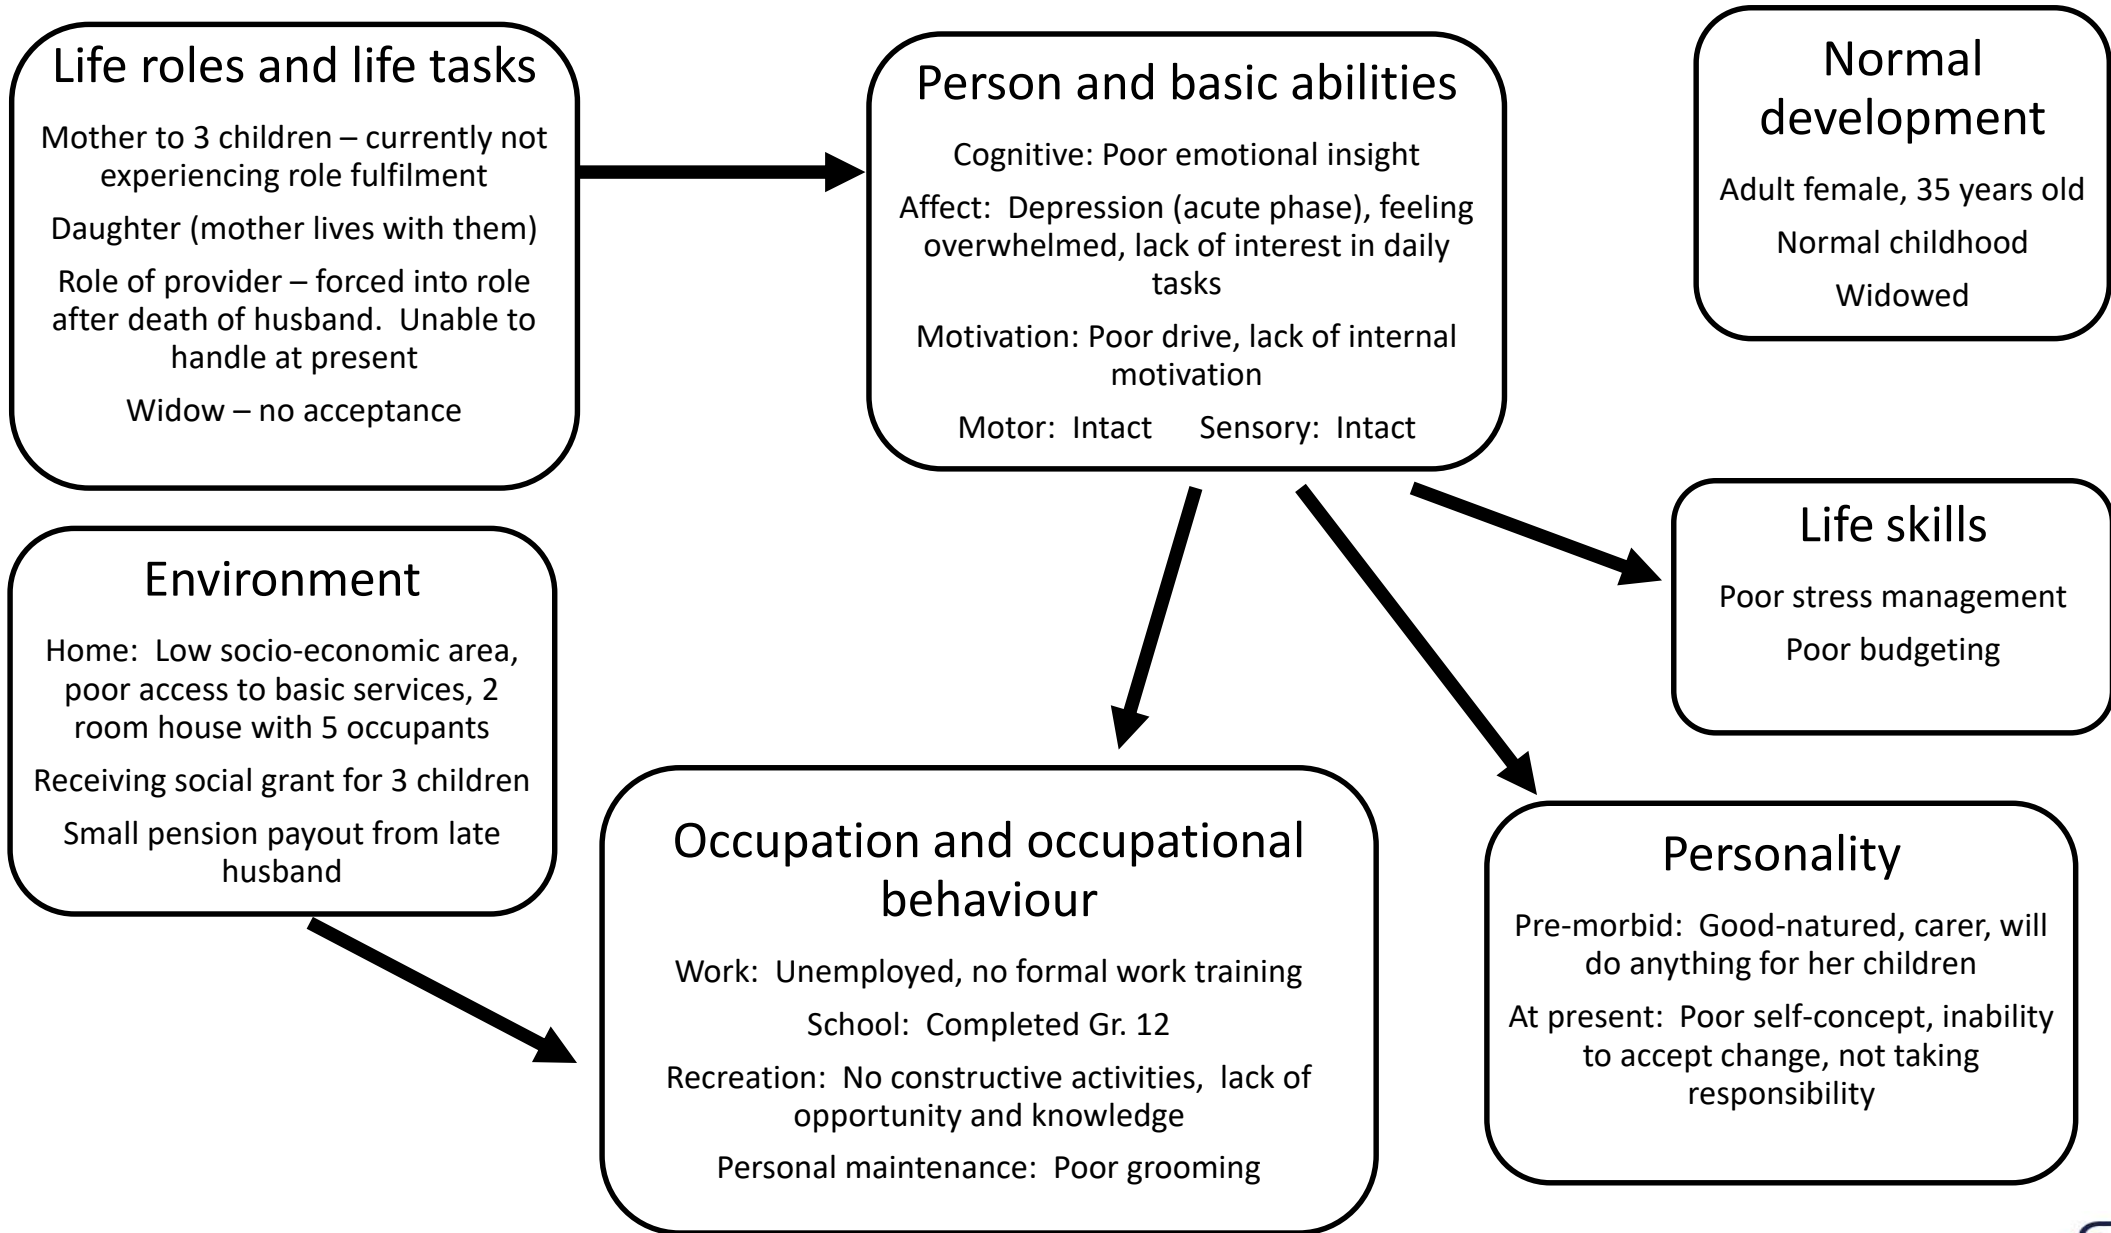 Life roles and life tasks
Mother to 3 children – currently not
experiencing role fulfilment
Daughter (mother lives with them)
Role of provider – forced into role
after death of husband.  Unable to
handle at present
Widow – no acceptance
Person and basic abilities
Cognitive: Poor emotional insight
Affect:  Depression (acute phase), feeling
overwhelmed, lack of interest in daily
tasks
Motivation: Poor drive, lack of internal
motivation
Motor:  Intact     Sensory:  Intact
Normal
development
Adult female, 35 years old
Normal childhood
Widowed
Environment
Home:  Low socio-economic area,
poor access to basic services, 2
room house with 5 occupants
Receiving social grant for 3 children
Small pension payout from late
husband
Life skills
Poor stress management
Poor budgeting
Occupation and occupational
behaviour
Work:  Unemployed, no formal work training
School:  Completed Gr. 12
Recreation:  No constructive activities,  lack of
opportunity and knowledge
Personal maintenance:  Poor grooming
Personality
Pre-morbid:  Good-natured, carer, will
do anything for her children
At present:  Poor self-concept, inability
to accept change, not taking
responsibility